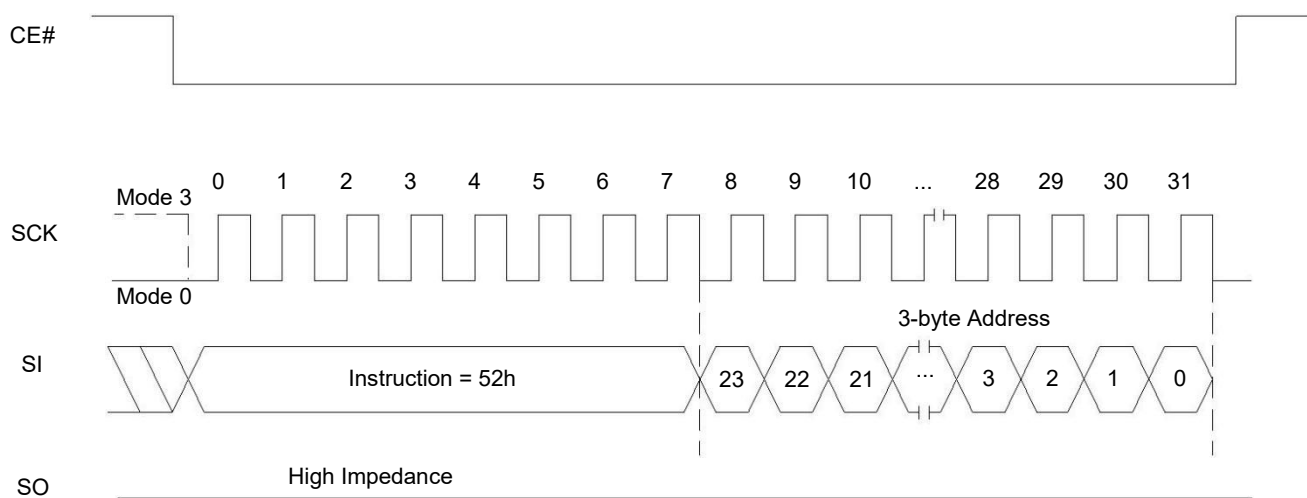 CE#
0 1 2 3 4 5 6 7 8 9 10 ... 28 29 30 31
Mode 3
SCK
Mode 0
3-byte Address
SI
Instruction = 52h 23 22 21 ... 3 2 1 0
High Impedance
SO